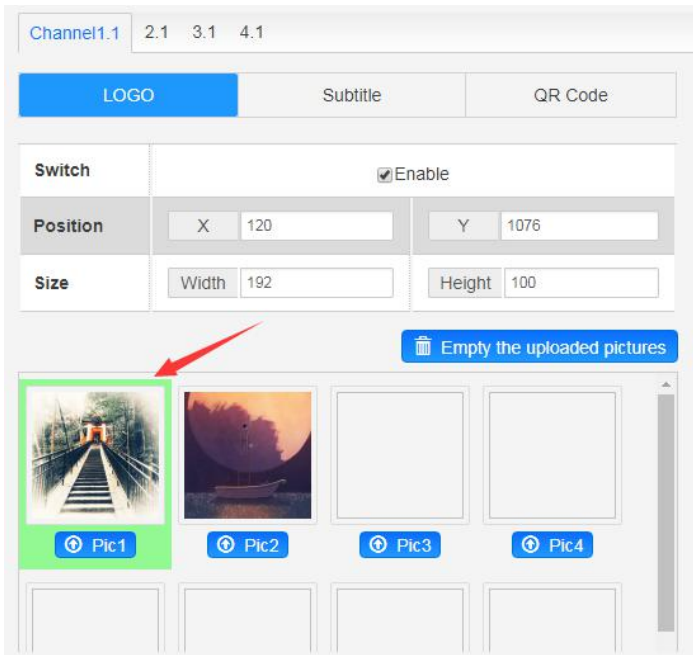 Channel1.1 2.1 3.1 4.1
LOGO Subtitle QR Code
Switch Enable
Position X 120 Y 1076
Size Width 192 Height 100
Empty the uploaded pictures
Pic1 Pic2 Pic3 Pic4